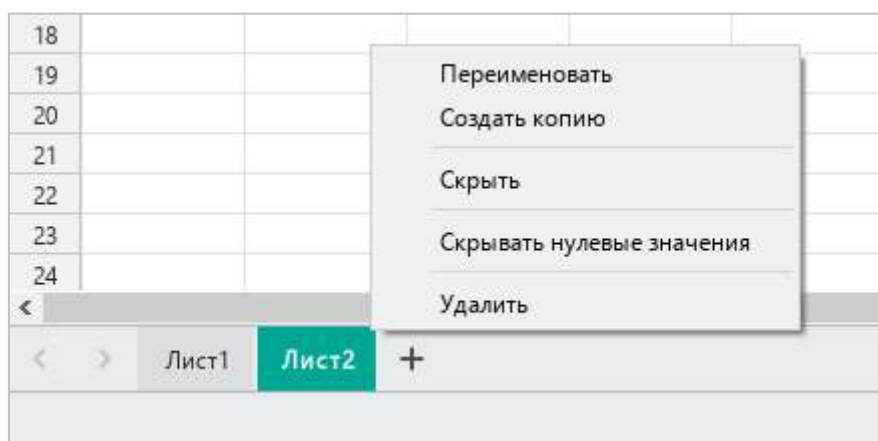 18
19
Переименовать
20
Создать копию
21
22
Скрыть
23
Скрывать нулевые значения
24
Удалить
Лист1 Лист2 +